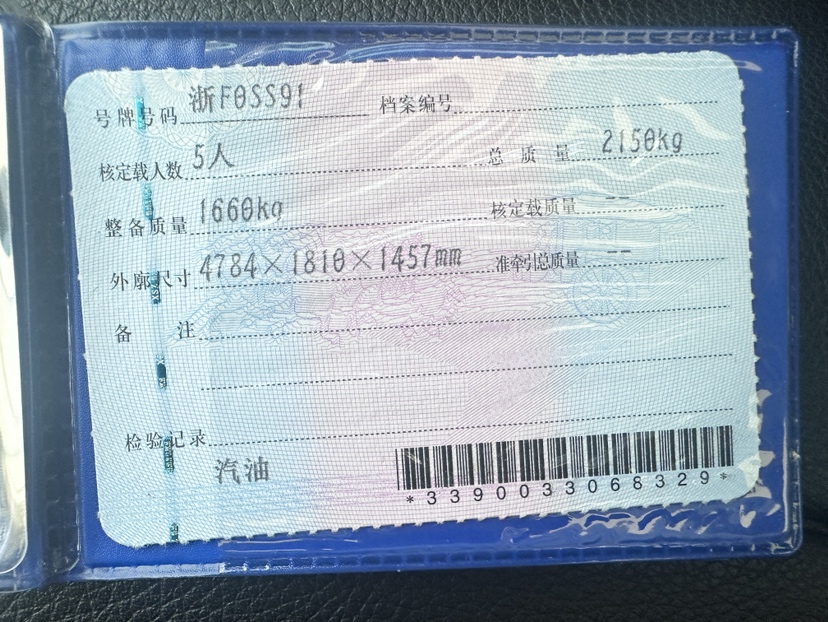 号牌号码 浙F0SS91 档案编号
核定载人数 5人 总质量 2150kg
整备质量 1660kg 核定载质量 --
外廓尺寸 4784×1810×1457mm 准牵引总质量 --
备注
检验记录
汽油
*3390033068329*